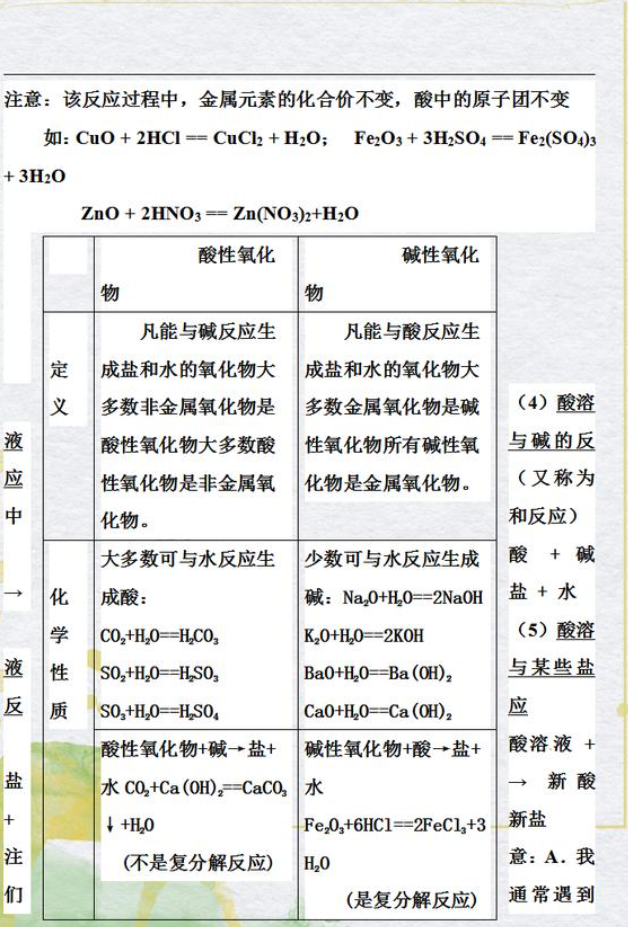 注意：该反应过程中，金属元素的化合价不变，酸中的原子团不变
如: CuO + 2HCl == CuCl₂ + H₂O； Fe₂O₃ + 3H₂SO₄ == Fe₂(SO₄)₃
+ 3H₂O
ZnO + 2HNO₃ == Zn(NO₃)₂+H₂O
酸性氧化
物
碱性氧化
物
定
义
凡能与碱反应生
成盐和水的氧化物大
多数非金属氧化物是
酸性氧化物大多数酸
性氧化物是非金属氧
化物。
凡能与酸反应生
成盐和水的氧化物大
多数金属氧化物是碱
性氧化物所有碱性氧
化物是金属氧化物。
化
学
性
质
大多数可与水反应生
成酸：
CO₂+H₂O==H₂CO₃
SO₂+H₂O==H₂SO₃
SO₃+H₂O==H₂SO₄
少数可与水反应生成
碱：Na₂O+H₂O==2NaOH
K₂O+H₂O==2KOH
BaO+H₂O==Ba(OH)₂
CaO+H₂O==Ca(OH)₂
酸性氧化物+碱→盐+
水 CO₂+Ca(OH)₂==CaCO₃
↓+H₂O
(不是复分解反应)
碱性氧化物+酸→盐+
水
Fe₂O₃+6HCl==2FeCl₃+3
H₂O
(是复分解反应)
（4）酸溶
液 与碱的反
应 （又称为
中 和反应）
酸 + 碱
→ 盐 + 水
（5）酸溶
液 与某些盐
反 应
酸溶液 +
盐 → 新酸
+ 新盐
注 意：A．我
们 通常遇到